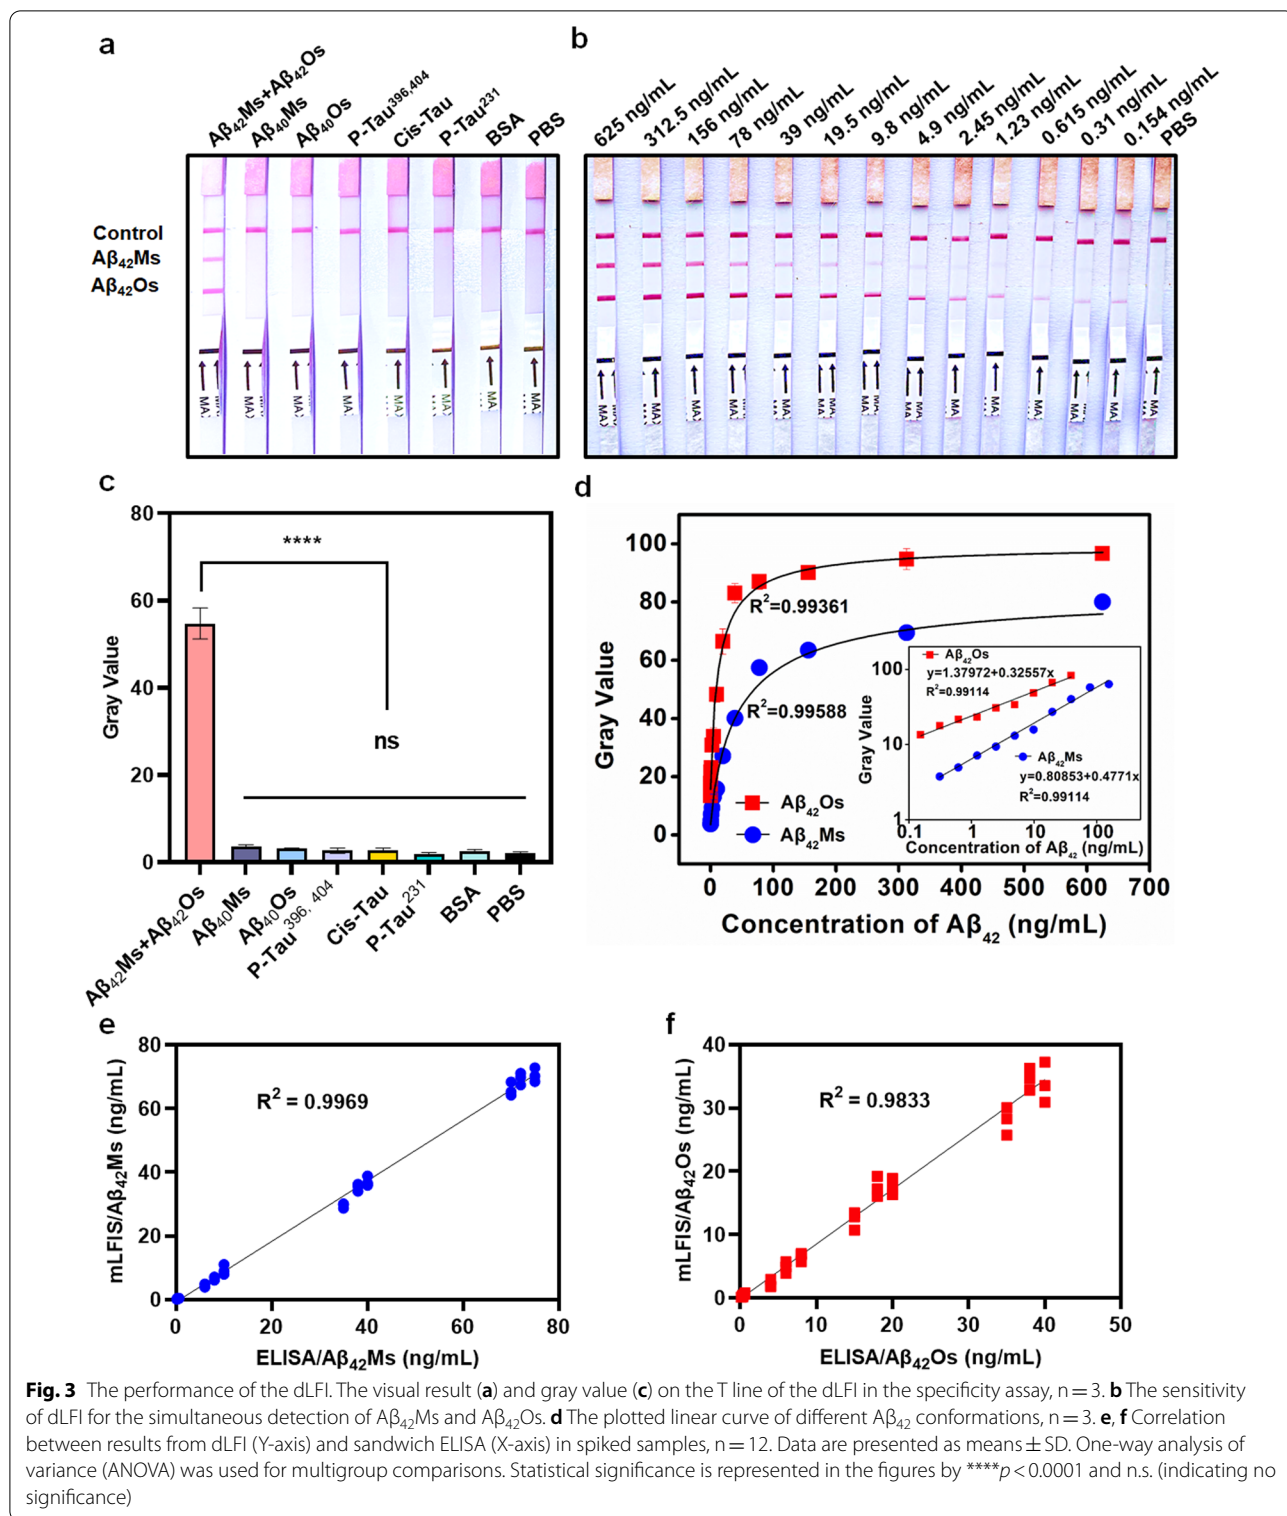 a
Aβ₄₂Ms+Aβ₄₂Os
Aβ₄₀Ms
Aβ₄₀Os
P-Tau³⁹⁶,⁴⁰⁴
Cis-Tau
P-Tau²³¹
BSA
PBS
Control
Aβ₄₂Ms
Aβ₄₂Os
MAX
MAX
MAX
MAX
MAX
b
625 ng/mL
312.5 ng/mL
156 ng/mL
78 ng/mL
39 ng/mL
19.5 ng/mL
9.8 ng/mL
4.9 ng/mL
2.45 ng/mL
1.23 ng/mL
0.615 ng/mL
0.31 ng/mL
0.154 ng/mL
PBS
c
Gray Value
80
60
40
20
0
****
ns
Aβ₄₂Ms+Aβ₄₂Os
Aβ₄₀Ms
Aβ₄₀Os
P-Tau³⁹⁶, ⁴⁰⁴
Cis-Tau
P-Tau²³¹
BSA
PBS
d
Gray Value
100
80
60
40
20
0
R²=0.99361
R²=0.99588
Aβ₄₂Os
Aβ₄₂Ms
0 100 200 300 400 500 600 700
Concentration of Aβ₄₂ (ng/mL)
Gray Value
100
10
1
Aβ₄₂Os
y=1.37972+0.32557x
R²=0.99114
Aβ₄₂Ms
y=0.80853+0.4771x
R²=0.99114
0.1 1 10 100
Concentration of Aβ₄₂ (ng/mL)
e
mLFIS/Aβ₄₂Ms (ng/mL)
80
60
40
20
0
R² = 0.9969
0 20 40 60 80
ELISA/Aβ₄₂Ms (ng/mL)
f
mLFIS/Aβ₄₂Os (ng/mL)
40
30
20
10
0
R² = 0.9833
0 10 20 30 40 50
ELISA/Aβ₄₂Os (ng/mL)
Fig. 3 The performance of the dLFI. The visual result (a) and gray value (c) on the T line of the dLFI in the specificity assay, n = 3. b The sensitivity
of dLFI for the simultaneous detection of Aβ₄₂Ms and Aβ₄₂Os. d The plotted linear curve of different Aβ₄₂ conformations, n = 3. e, f Correlation
between results from dLFI (Y-axis) and sandwich ELISA (X-axis) in spiked samples, n = 12. Data are presented as means ± SD. One-way analysis of
variance (ANOVA) was used for multigroup comparisons. Statistical significance is represented in the figures by ****p < 0.0001 and n.s. (indicating no
significance)